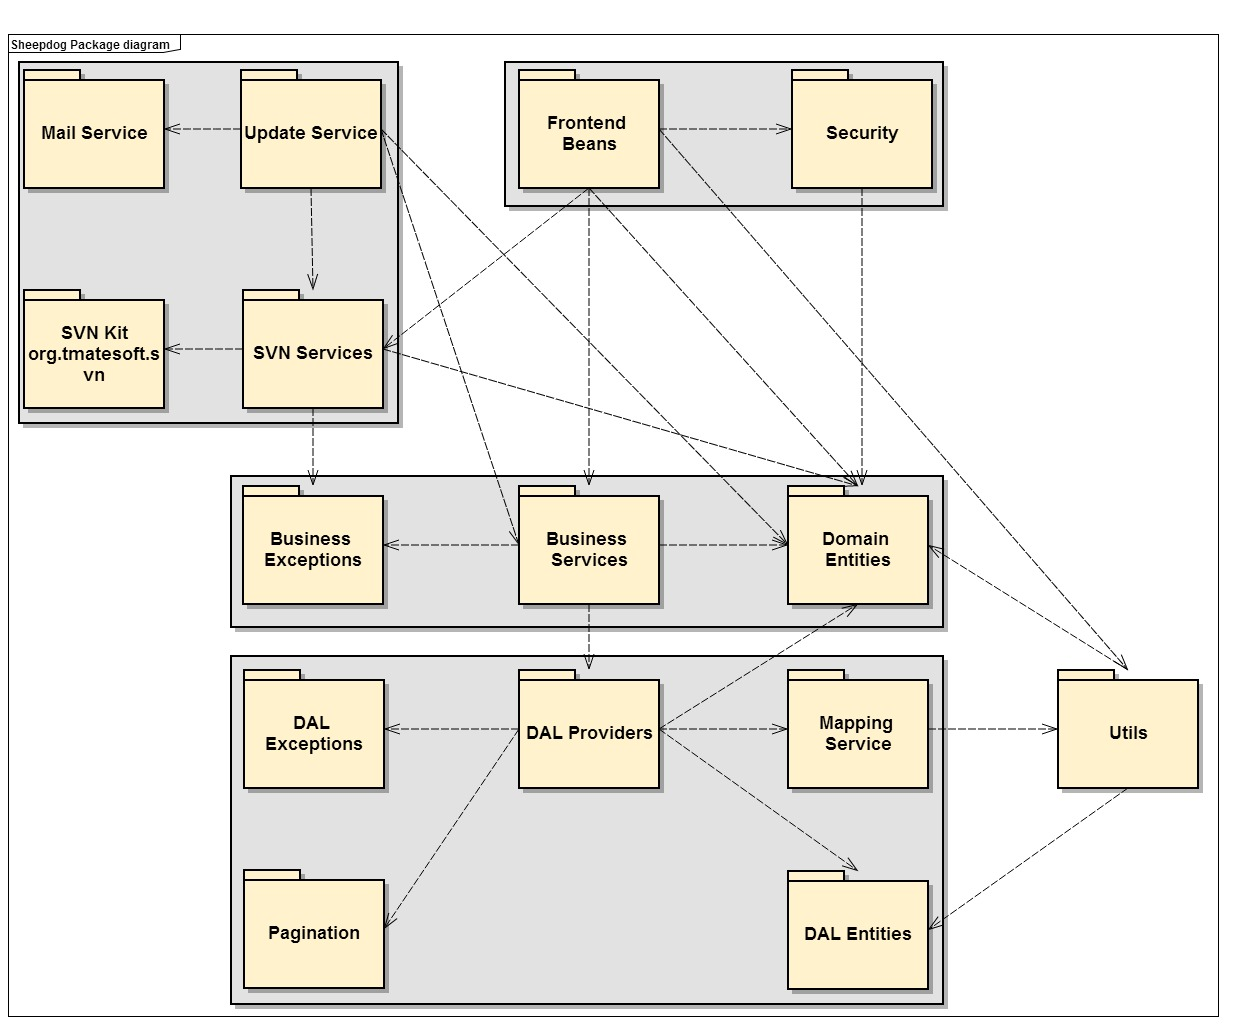 Sheepdog Package diagram
Mail Service
Update Service
Frontend
Beans
Security
SVN Kit
org.tmatesoft.s
vn
SVN Services
Business
Exceptions
Business
Services
Domain
Entities
DAL
Exceptions
DAL Providers
Mapping
Service
Utils
Pagination
DAL Entities